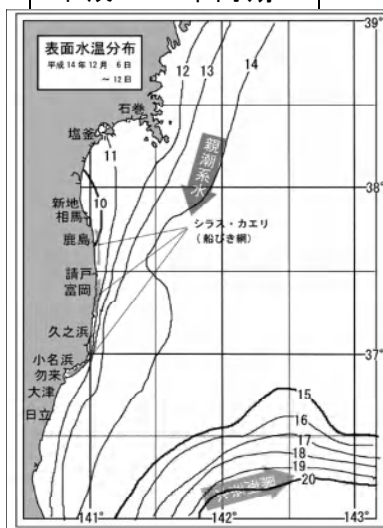 表面水温分布
平成14年12月 6日
～12日
39°
12
13
14
石巻
塩釜
11
親潮系水
38°
10
新地
相馬
シラス・カエリ
(船びき網)
鹿島
請戸
富岡
久之浜
37°
小名浜
勿来
大津
日立
15
16
17
18
19
20
141°
142°
143°